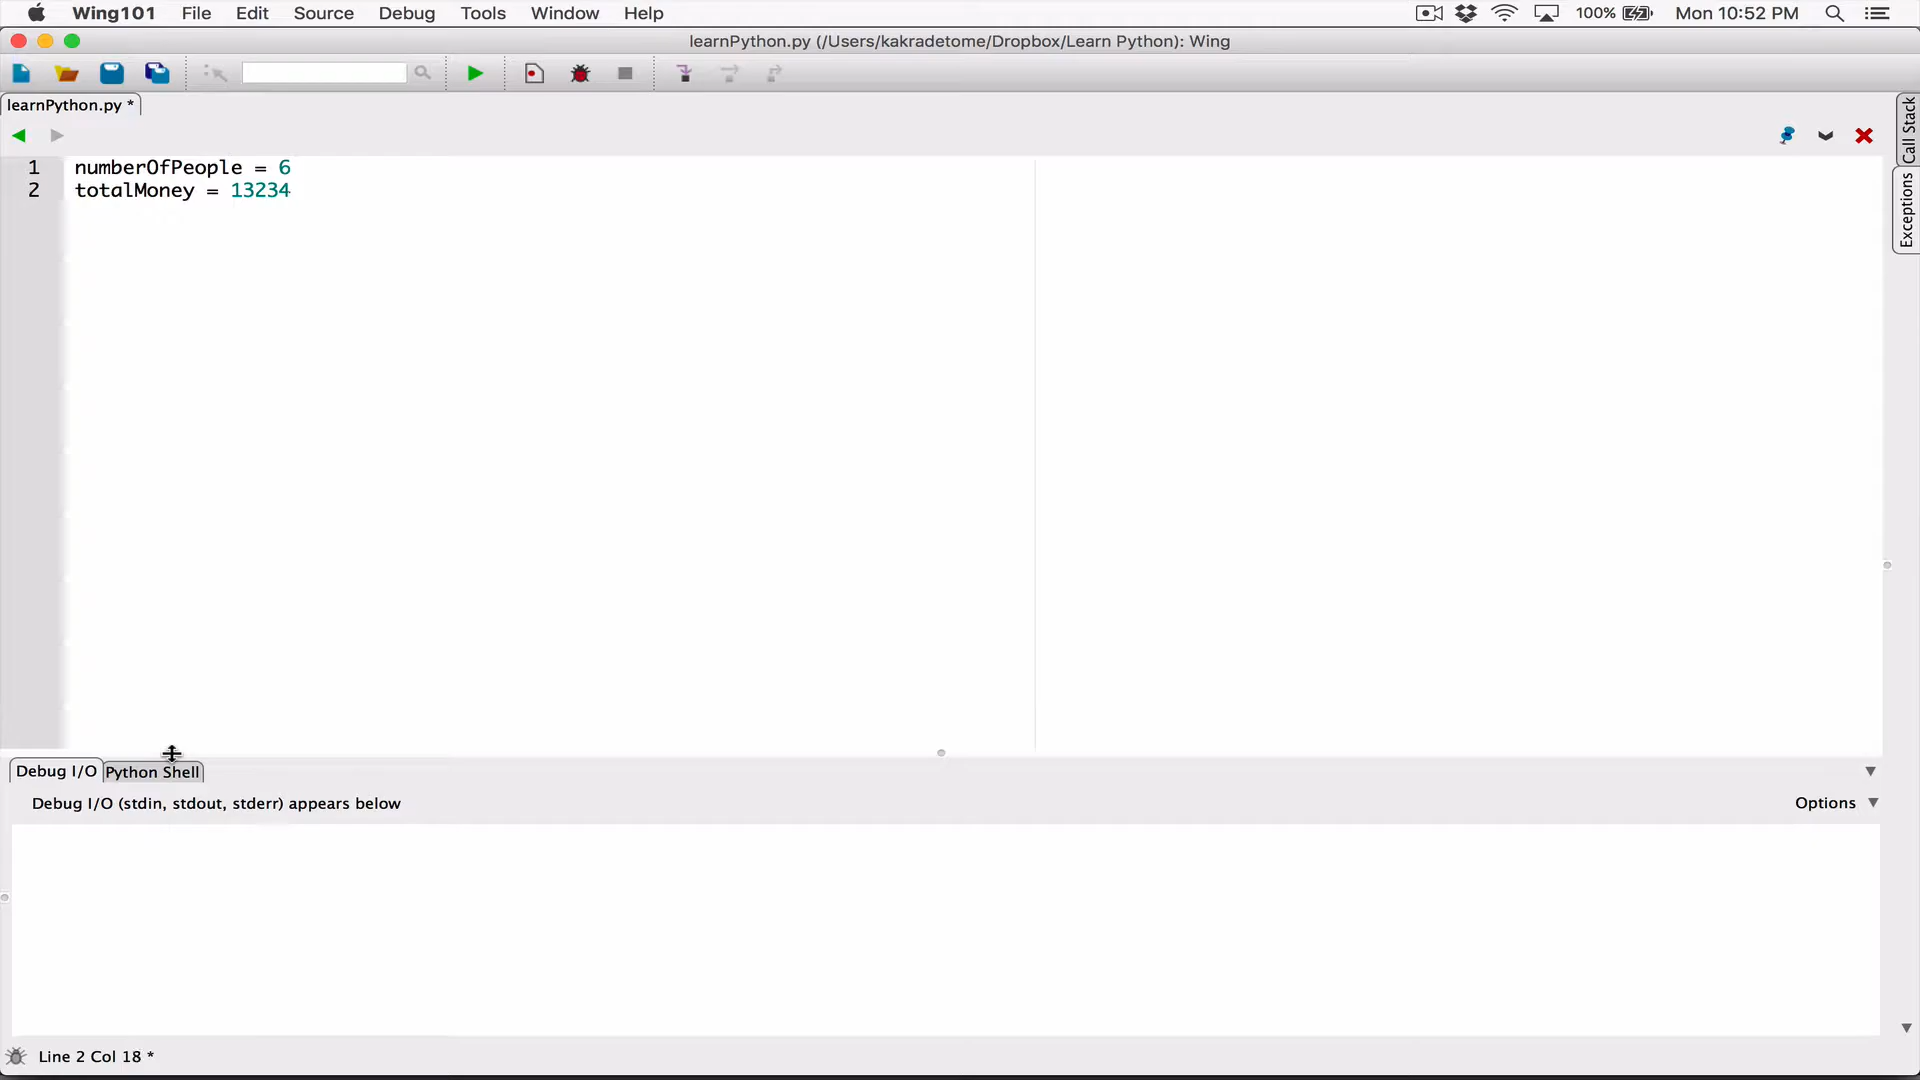 Wing101 File Edit Source Debug Tools Window Help 100% Mon 10:52 PM
learnPython.py (/Users/kakradetome/Dropbox/Learn Python): Wing
learnPython.py *
Call Stack
Exceptions
1 numberOfPeople = 6
2 totalMoney = 13234
Debug I/O Python Shell
Debug I/O (stdin, stdout, stderr) appears below Options
Line 2 Col 18 *